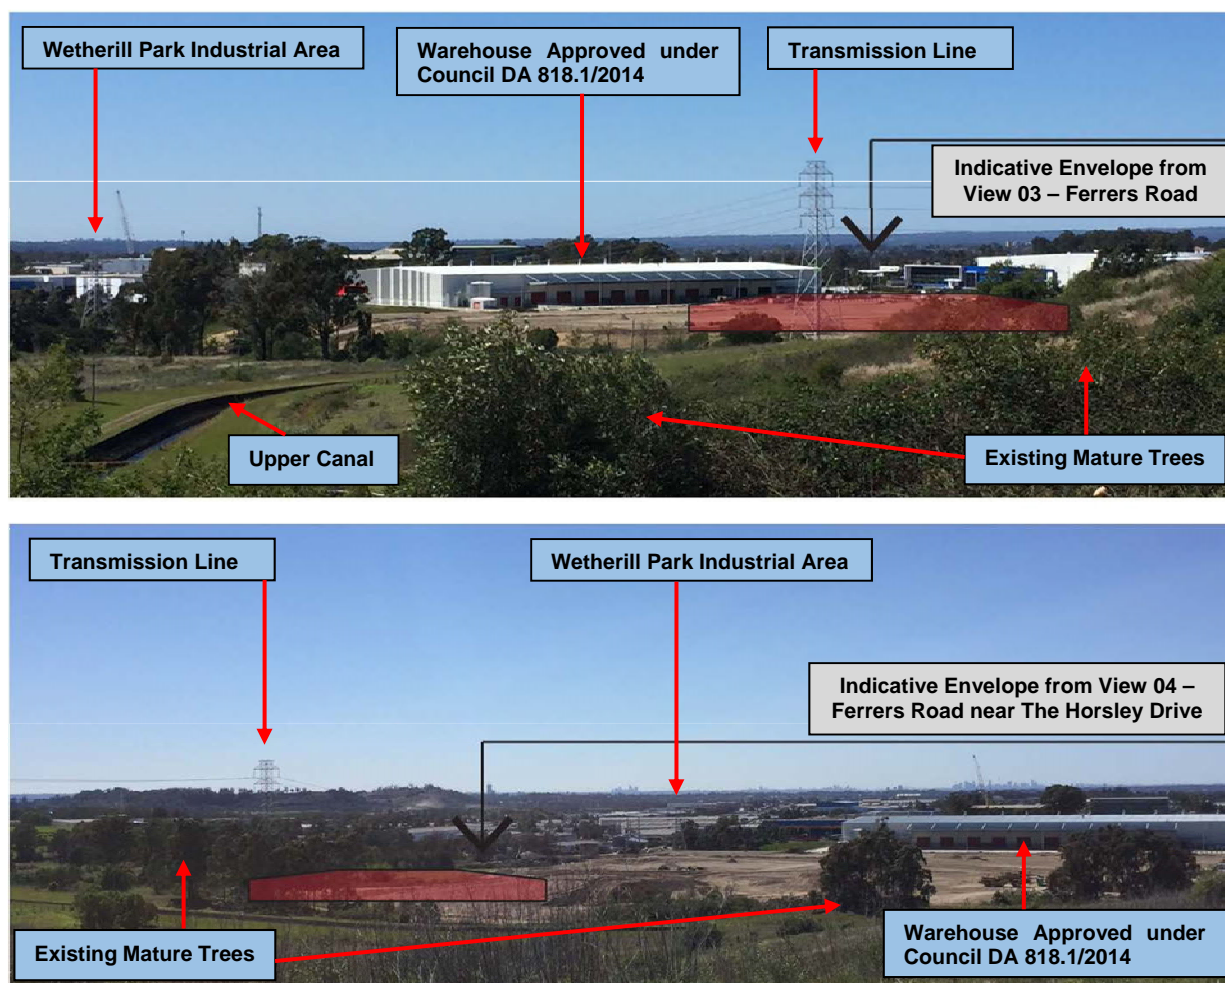 Wetherill Park Industrial Area
Warehouse Approved under
Council DA 818.1/2014
Transmission Line
Indicative Envelope from
View 03 – Ferrers Road
Upper Canal
Existing Mature Trees
Transmission Line
Wetherill Park Industrial Area
Indicative Envelope from View 04 –
Ferrers Road near The Horsley Drive
Existing Mature Trees
Warehouse Approved under
Council DA 818.1/2014